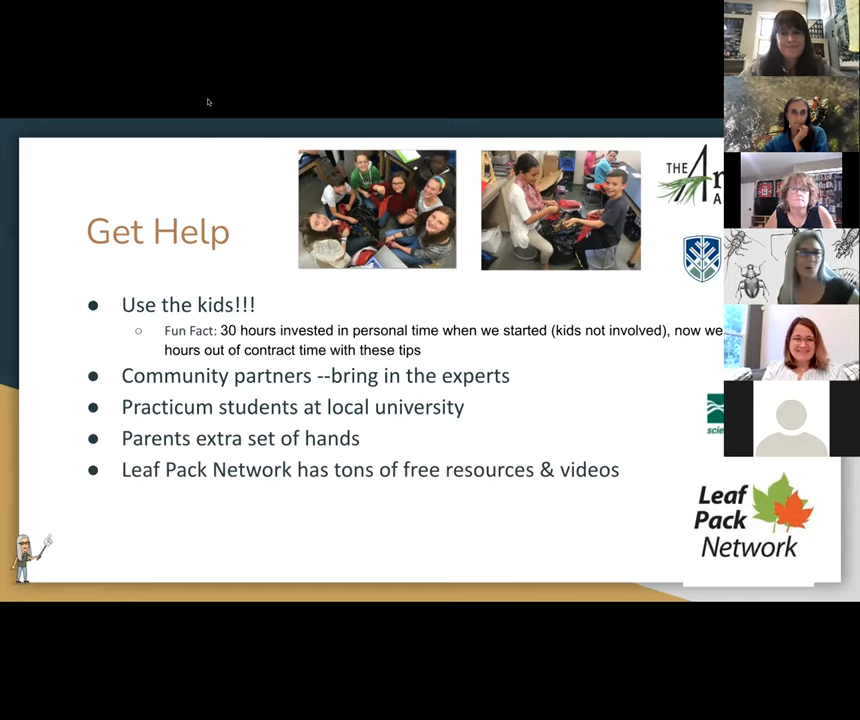 THE
Get Help
Use the kids!!!
Fun Fact: 30 hours invested in personal time when we started (kids not involved), now we
hours out of contract time with these tips
Community partners --bring in the experts
Practicum students at local university
Parents extra set of hands
Leaf Pack Network has tons of free resources & videos
Leaf
Pack
Network